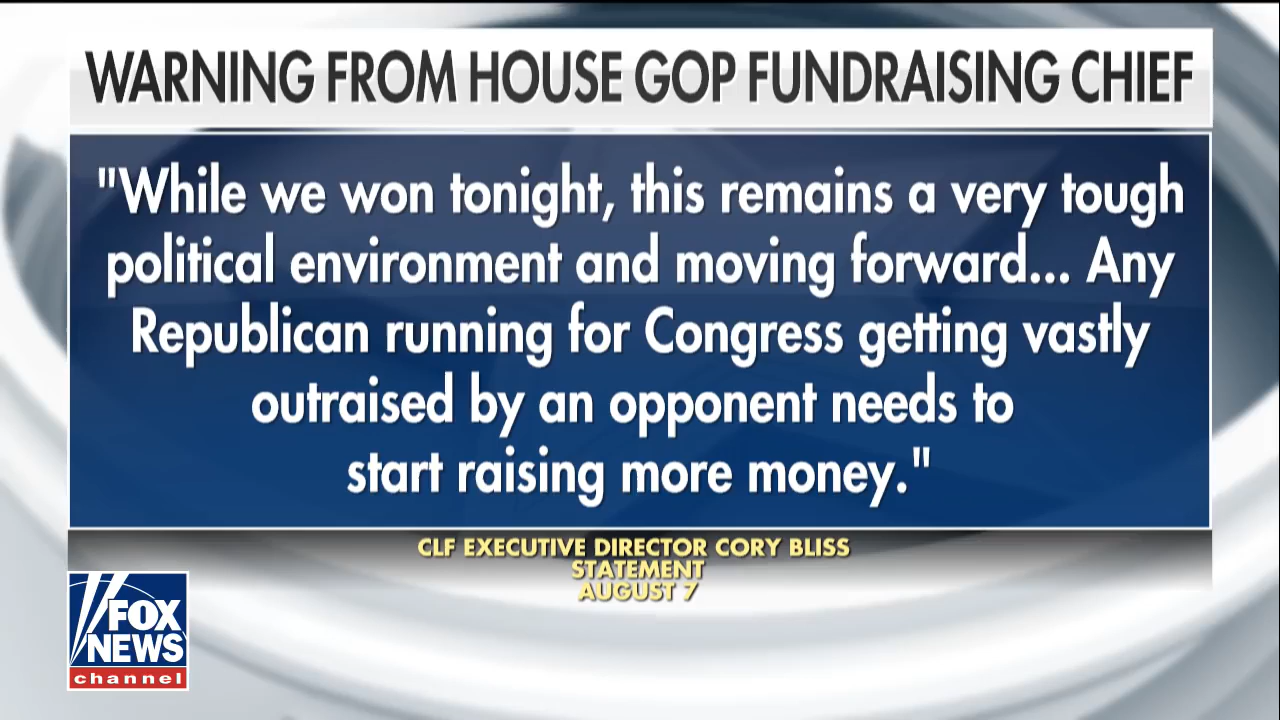 WARNING FROM HOUSE GOP FUNDRAISING CHIEF
"While we won tonight, this remains a very tough
political environment and moving forward... Any
Republican running for Congress getting vastly
outraised by an opponent needs to
start raising more money."
CLF EXECUTIVE DIRECTOR CORY BLISS
STATEMENT
AUGUST 7
FOX
NEWS
channel